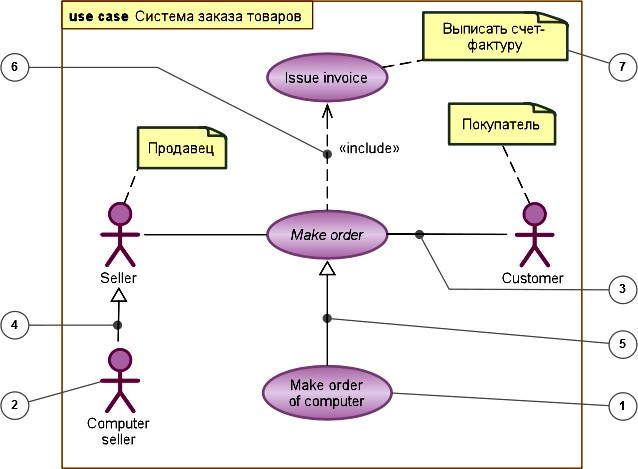 use case Система заказа товаров
Выписать счет-
фактуру
6
7
Issue invoice
Покупатель
«include»
Продавец
Make order
Seller
Customer
3
4
5
Make order
of computer
2
1
Computer
seller